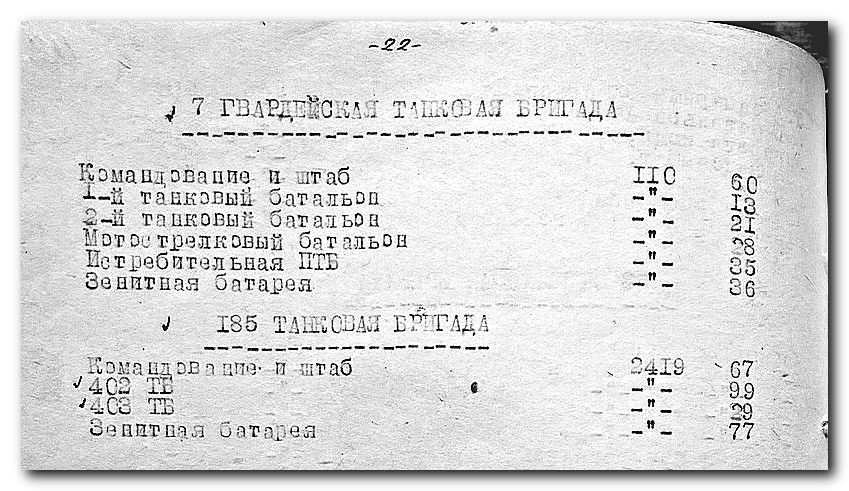 -22-
7 ГВАРДЕЙСКАЯ ТАНКОВАЯ БРИГАДА
Командование и штаб 110 60
1-й танковый батальон -"- 13
2-й танковый батальон -"- 21
Мотострелковый батальон -"- 28
Истребительная ПТБ -"- 35
Зенитная батарея -"- 36
185 ТАНКОВАЯ БРИГАДА
Командование и штаб 2419 67
402 ТБ -"- 99
403 ТБ -"- 29
Зенитная батарея -"- 77